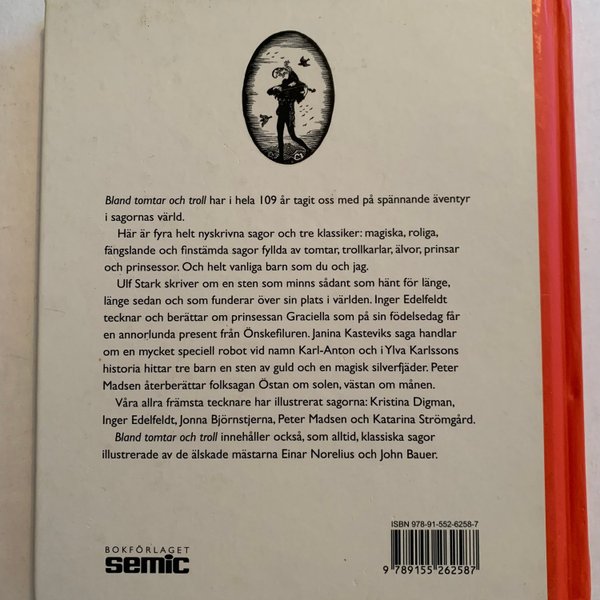 Bland tomtar och troll har i hela 109 år tagit oss med på spännande äventyr
i sagornas värld.
Här är fyra helt nyskrivna sagor och tre klassiker: magiska, roliga,
fängslande och finstämda sagor fyllda av tomtar, trollkarlar, älvor, prinsar
och prinsessor. Och helt vanliga barn som du och jag.
Ulf Stark skriver om en sten som minns sådant som hänt för länge,
länge sedan och som funderar över sin plats i världen. Inger Edelfeldt
tecknar och berättar om prinsessan Graciella som på sin födelsedag får
en annorlunda present från Önskefiluren. Janina Kasteviks saga handlar
om en mycket speciell robot vid namn Karl-Anton och i Ylva Karlssons
historia hittar tre barn en sten av guld och en magisk silverfjäder. Peter
Madsen återberättar folksagan Östan om solen, västan om månen.
Våra allra främsta tecknare har illustrerat sagorna: Kristina Digman,
Inger Edelfeldt, Jonna Björnstjerna, Peter Madsen och Katarina Strömgård.
Bland tomtar och troll innehåller också, som alltid, klassiska sagor
illustrerade av de älskade mästarna Einar Norelius och John Bauer.
ISBN 978-91-552-6258-7
BOKFÖRLAGET
semic
9 789155 262587